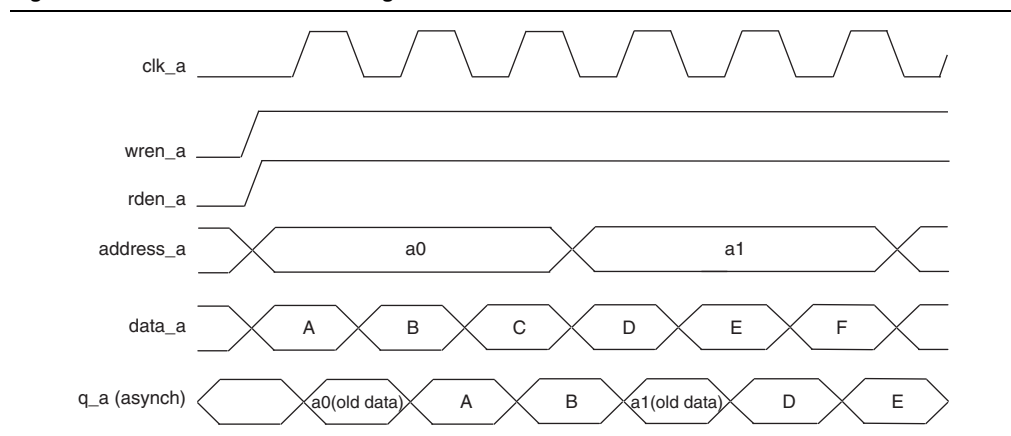 clk_a
wren_a
rden_a
address_a a0 a1
data_a A B C D E F
q_a (asynch) a0(old data) A B a1(old data) D E